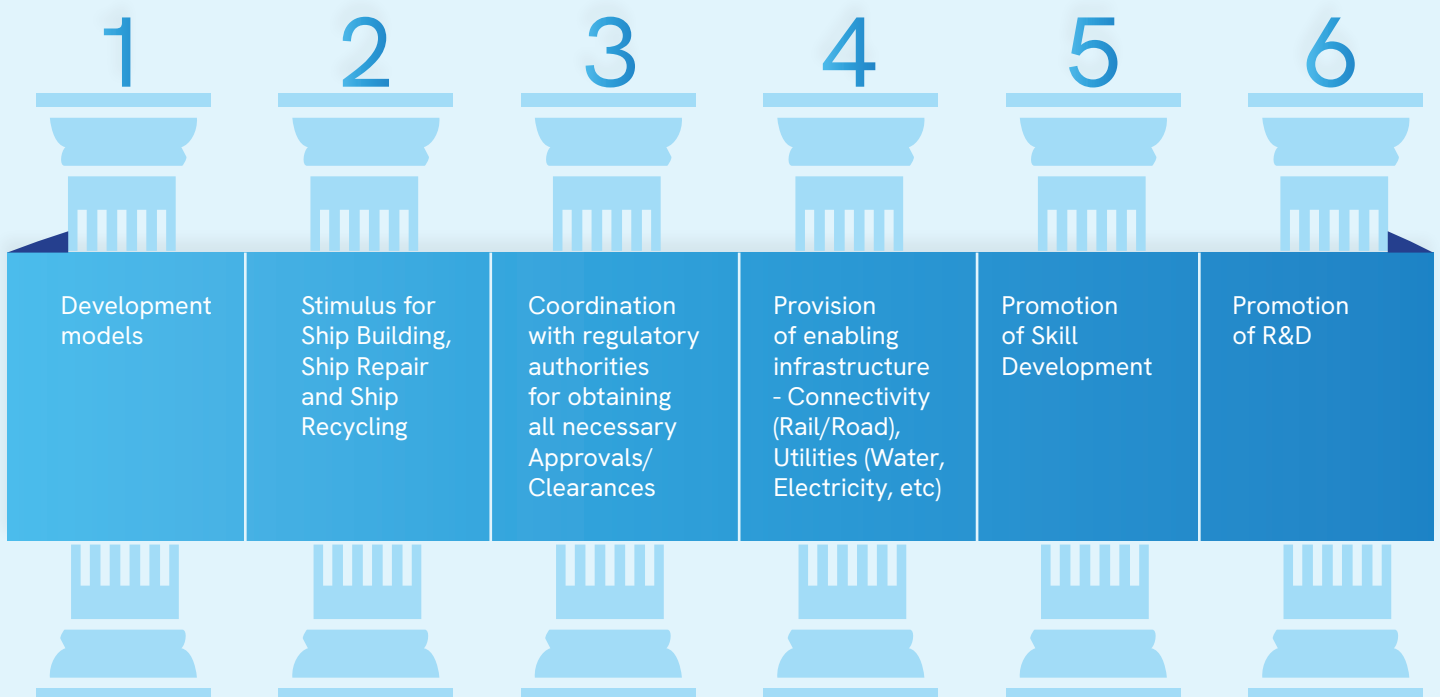 1
Development
models
2
Stimulus for
Ship Building,
Ship Repair
and Ship
Recycling
3
Coordination
with regulatory
authorities
for obtaining
all necessary
Approvals/
Clearances
4
Provision
of enabling
infrastructure
- Connectivity
(Rail/Road),
Utilities (Water,
Electricity, etc)
5
Promotion
of Skill
Development
6
Promotion
of R&D